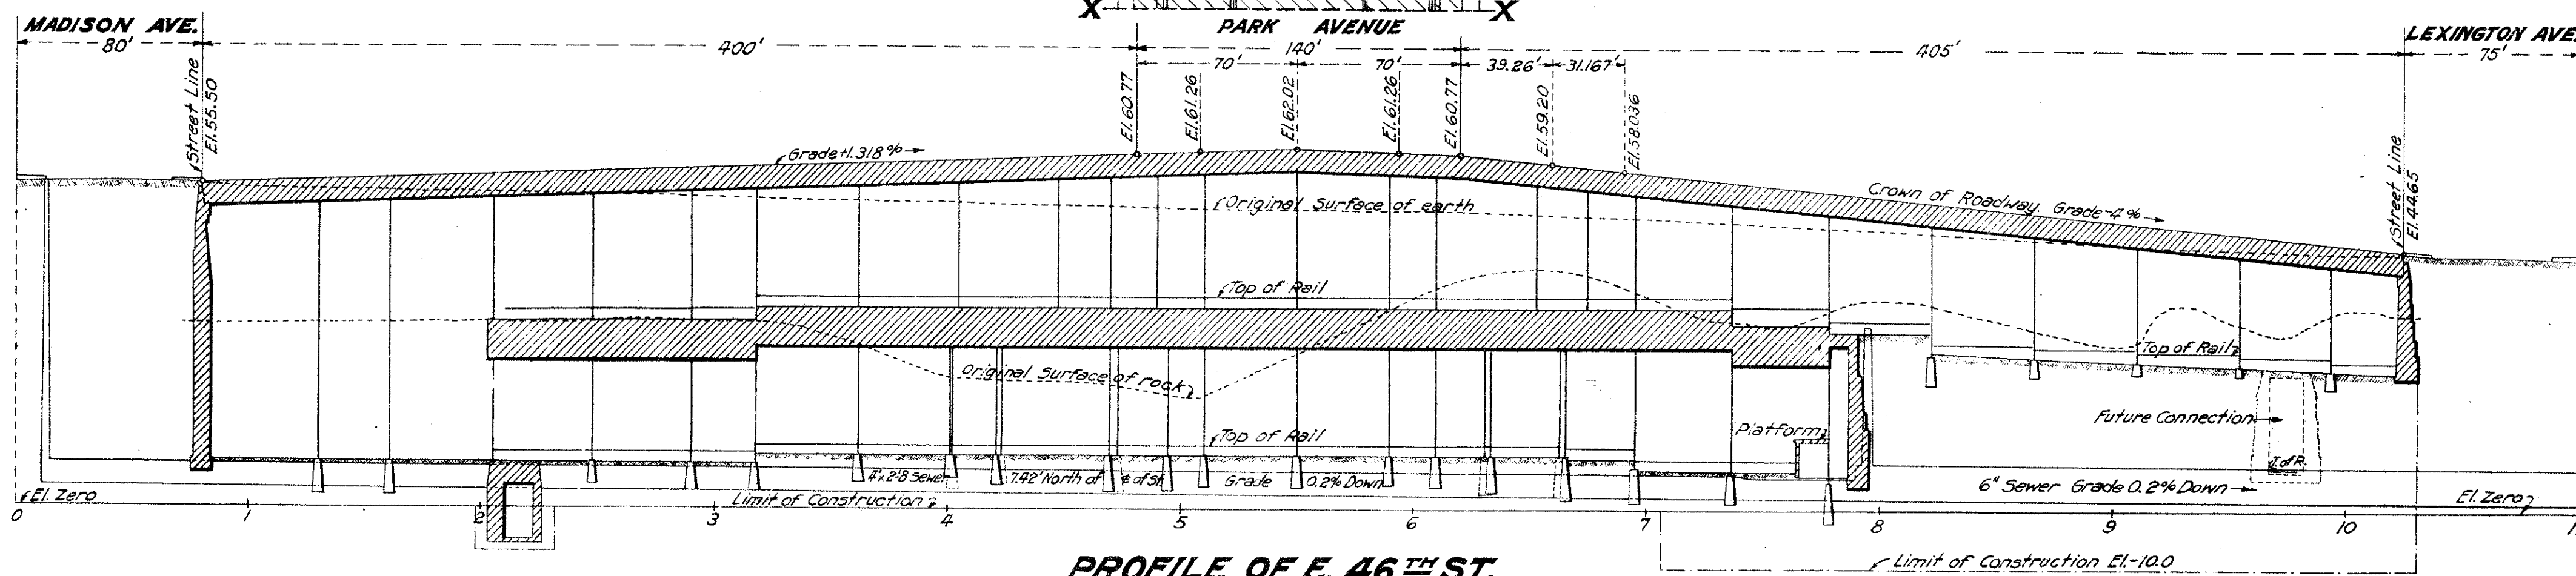 X X
MADISON AVE. PARK AVENUE LEXINGTON AVE.
80' 400' 140' 405' 75'
70' 70' 39.26' 31.167'
Street Line
El.55.50
El.60.77
El.61.26
El.62.02
El.61.26
El.60.77
El.59.20
El.58.036
Street Line
El.44.65
Grade+1.318%
Crown of Roadway. Grade-4%
Original Surface of earth
Top of Rail
Top of Rail
Original Surface of rock
Future Connection
Platform
Top of Rail
T.of R.
4'x2'-8 Sewer 7.42' North of ¢ of St. Grade 0.2% Down
6" Sewer Grade 0.2% Down
El. Zero
Limit of Construction
El. Zero
0 1 2 3 4 5 6 7 8 9 10
Limit of Construction El.-10.0
PROFILE OF E. 46TH ST.